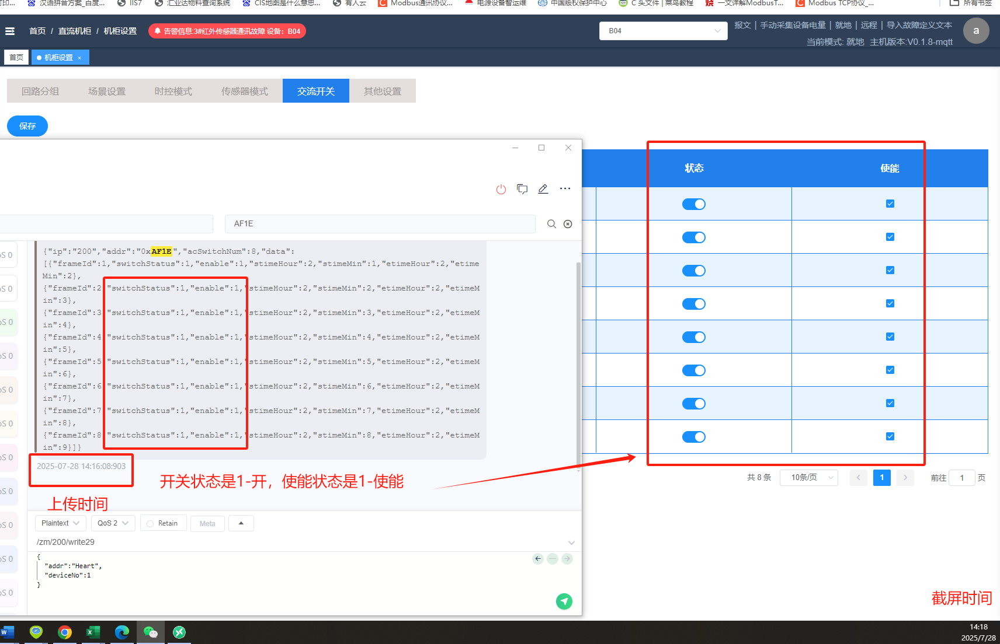 打印...
汉语拼音方案_百度...
IIS7
汇业达物料查询系统
CIS地图是什么意思...
有人云
Modbus通讯协议...
电源设备智运维
中国版权保护中心
C 头文件 | 菜鸟教程
一文详解ModbusT...
Modbus TCP协议_...
所有书签
首页 / 直流机柜 / 机柜设置
告警信息:3#红外传感器通讯故障 设备：B04
B04
报文 | 手动采集设备电量 | 就地 | 远程 | 导入故障定义文本
当前模式: 就地 主机版本:V0.1.8-mqtt
a
首页
机柜设置 ×
回路分组
场景设置
时控模式
传感器模式
交流开关
其他设置
保存
状态
使能
AF1E
{"ip":"200","addr":"0xAF1E","acSwitchNum":8,"data":
[{"frameId":1,"switchStatus":1,"enable":1,"stimeHour":2,"stimeMin":1,"etimeHour":2,"etime
Min":2},
{"frameId":2,"switchStatus":1,"enable":1,"stimeHour":2,"stimeMin":2,"etimeHour":2,"etimeM
in":3},
{"frameId":3,"switchStatus":1,"enable":1,"stimeHour":2,"stimeMin":3,"etimeHour":2,"etimeM
in":4},
{"frameId":4,"switchStatus":1,"enable":1,"stimeHour":2,"stimeMin":4,"etimeHour":2,"etimeM
in":5},
{"frameId":5,"switchStatus":1,"enable":1,"stimeHour":2,"stimeMin":5,"etimeHour":2,"etimeM
in":6},
{"frameId":6,"switchStatus":1,"enable":1,"stimeHour":2,"stimeMin":6,"etimeHour":2,"etimeM
in":7},
{"frameId":7,"switchStatus":1,"enable":1,"stimeHour":2,"stimeMin":7,"etimeHour":2,"etimeM
in":8},
{"frameId":8,"switchStatus":1,"enable":1,"stimeHour":2,"stimeMin":8,"etimeHour":2,"etimeM
in":9}]}
oS 0
oS 0
oS 0
oS 0
oS 0
oS 0
oS 0
oS 0
oS 0
oS 0
oS 0
2025-07-28 14:16:08:903
开关状态是1-开，使能状态是1-使能
上传时间
共 8 条
10条/页
1
前往 1 页
Plaintext
QoS 2
Retain
Meta
/zm/200/write29
{
"addr":"Heart",
"deviceNo":1
}
截屏时间
14:18
2025/7/28